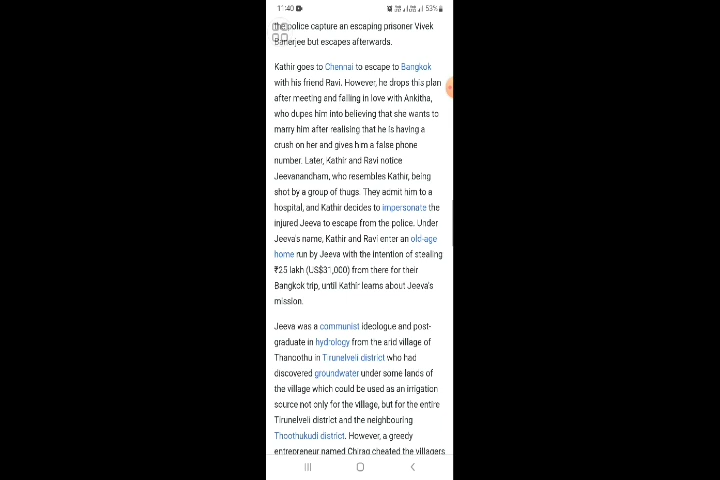 11:40
53%
the police capture an escaping prisoner Vivek
Banerjee but escapes afterwards.
Kathir goes to Chennai to escape to Bangkok
with his friend Ravi. However, he drops this plan
after meeting and falling in love with Ankitha,
who dupes him into believing that she wants to
marry him after realising that he is having a
crush on her and gives him a false phone
number. Later, Kathir and Ravi notice
Jeevanandham, who resembles Kathir, being
shot by a group of thugs. They admit him to a
hospital, and Kathir decides to impersonate the
injured Jeeva to escape from the police. Under
Jeeva's name, Kathir and Ravi enter an old-age
home run by Jeeva with the intention of stealing
₹25 lakh (US$31,000) from there for their
Bangkok trip, until Kathir learns about Jeeva's
mission.
Jeeva was a communist ideologue and post-
graduate in hydrology from the arid village of
Thanoothu in Tirunelveli district who had
discovered groundwater under some lands of
the village which could be used as an irrigation
source not only for the village, but for the entire
Tirunelveli district and the neighbouring
Thoothukudi district. However, a greedy
entrepreneur named Chirag cheated the villagers